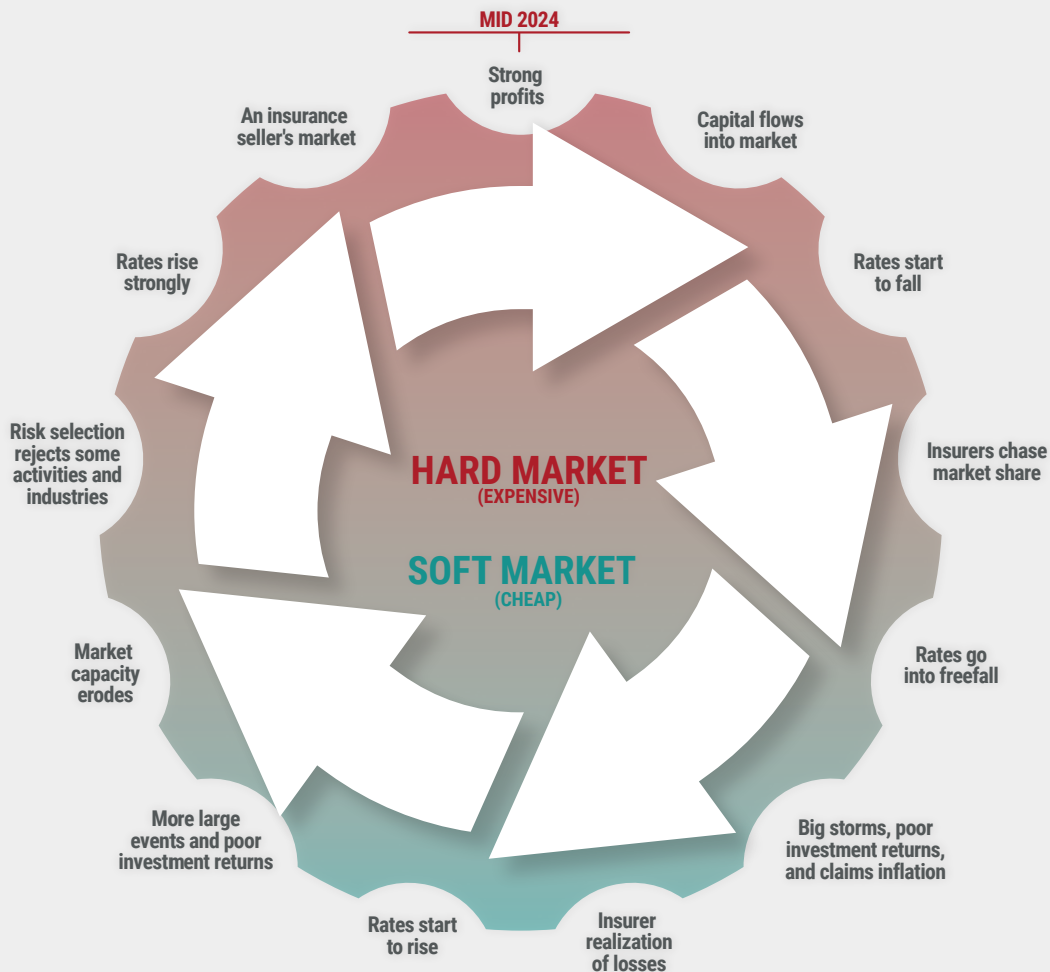 MID 2024
Strong
profits
Capital flows
into market
Rates start
to fall
Insurers chase
market share
Rates go
into freefall
Big storms, poor
investment returns,
and claims inflation
Insurer
realization
of losses
Rates start
to rise
More large
events and poor
investment returns
Market
capacity
erodes
Risk selection
rejects some
activities and
industries
Rates rise
strongly
An insurance
seller's market
HARD MARKET
(EXPENSIVE)
SOFT MARKET
(CHEAP)